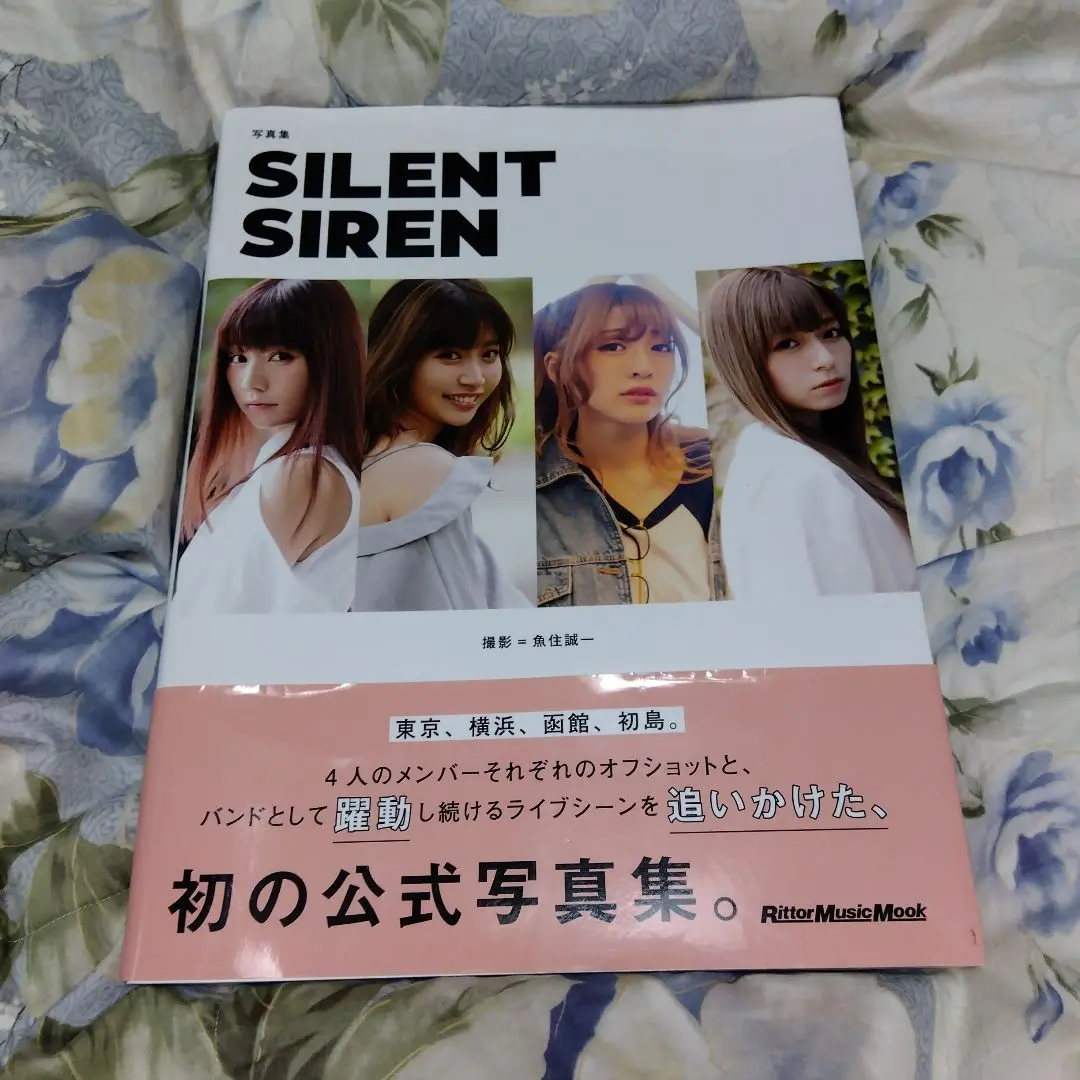 写真集
SILENT
SIREN
撮影 = 魚住誠一
東京、横浜、函館、初島。
4人のメンバーそれぞれのオフショットと、
バンドとして躍動し続けるライブシーンを追いかけた、
初の公式写真集。
RittorMusicMook